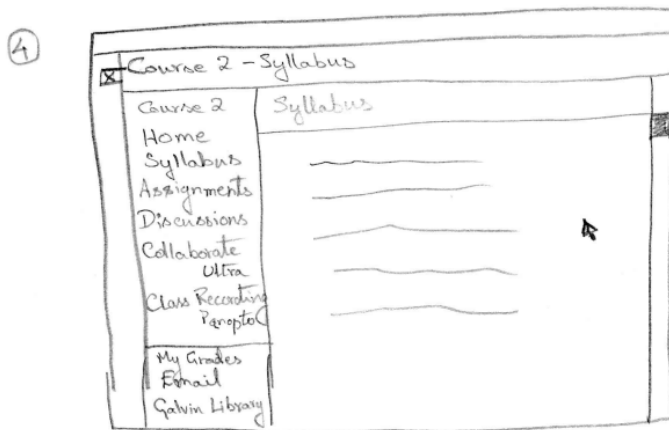 4
Course 2 - Syllabus
Course 2
Home
Syllabus
Assignments
Discussions
Collaborate
Ultra
Class Recording
Panopto
My Grades
Email
Galvin Library
Syllabus